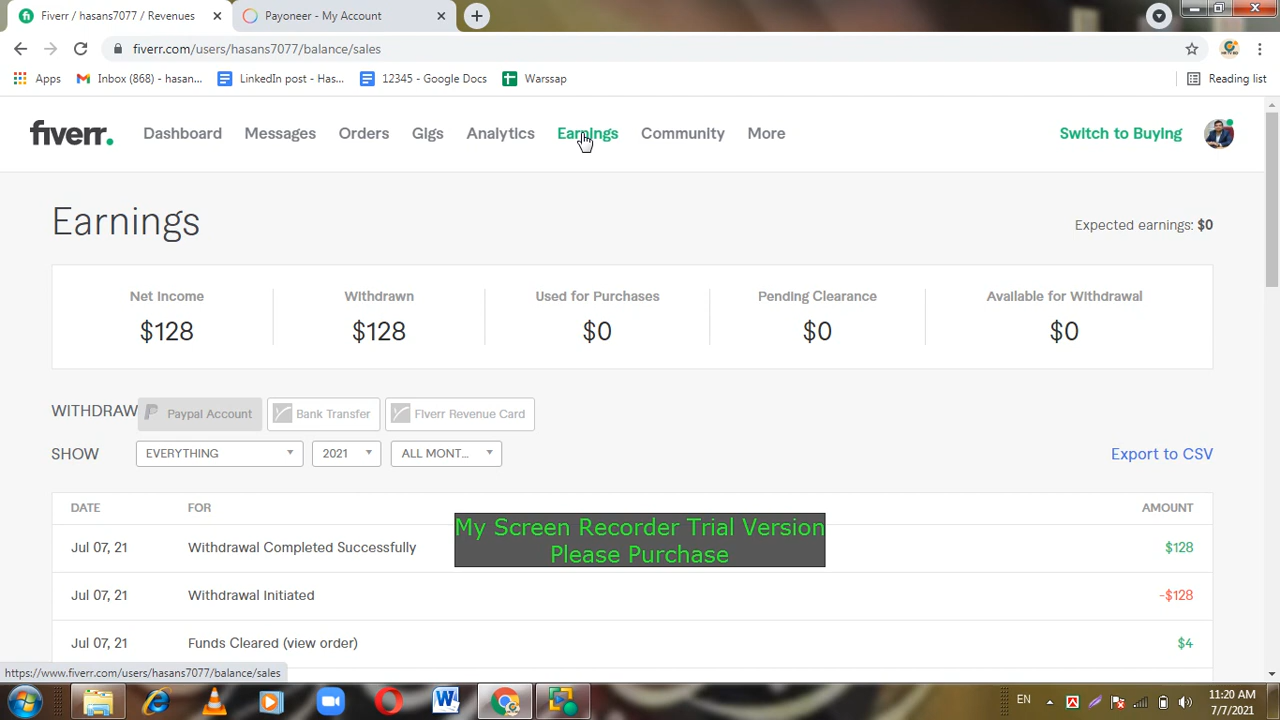 Fiverr / hasans7077 / Revenues
Payoneer - My Account
fiverr.com/users/hasans7077/balance/sales
Apps
Inbox (868) - hasan...
LinkedIn post - Has...
12345 - Google Docs
Warssap
Reading list
fiverr.
Dashboard
Messages
Orders
Gigs
Analytics
Earnings
Community
More
Switch to Buying
Earnings
Expected earnings: $0
Net Income
Withdrawn
Used for Purchases
Pending Clearance
Available for Withdrawal
$128
$128
$0
$0
$0
WITHDRAW
Paypal Account
Bank Transfer
Fiverr Revenue Card
SHOW
EVERYTHING
2021
ALL MONT...
Export to CSV
DATE
FOR
AMOUNT
My Screen Recorder Trial Version
Please Purchase
Jul 07, 21
Withdrawal Completed Successfully
$128
Jul 07, 21
Withdrawal Initiated
-$128
Jul 07, 21
Funds Cleared (view order)
$4
https://www.fiverr.com/users/hasans7077/balance/sales
EN
11:20 AM
7/7/2021